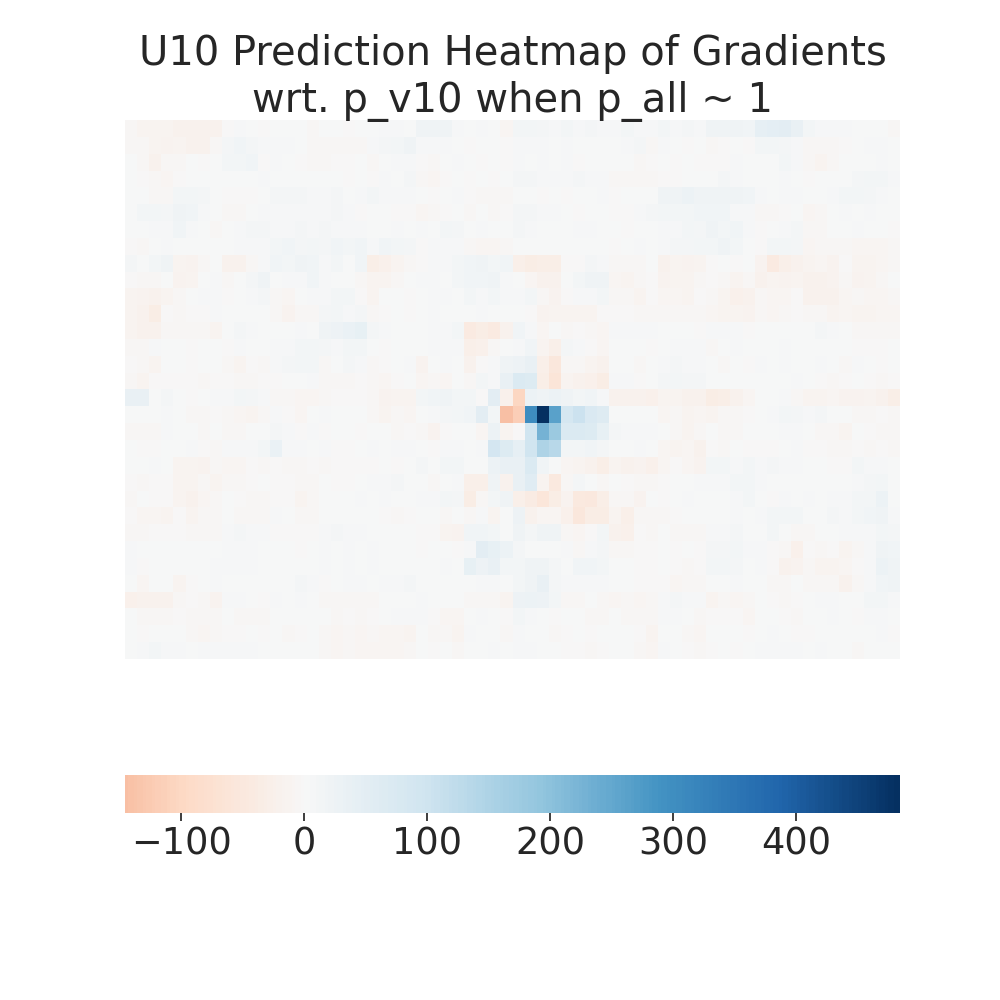 U10 Prediction Heatmap of Gradients
wrt. p_v10 when p_all ~ 1
−100 0 100 200 300 400